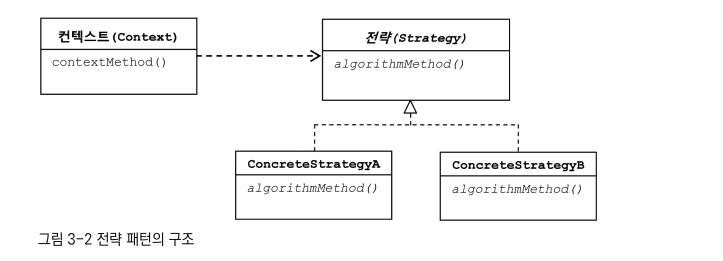 컨텍스트(Context)
contextMethod()
전략(Strategy)
algorithmMethod()
ConcreteStrategyA
algorithmMethod()
ConcreteStrategyB
algorithmMethod()
그림 3-2 전략 패턴의 구조